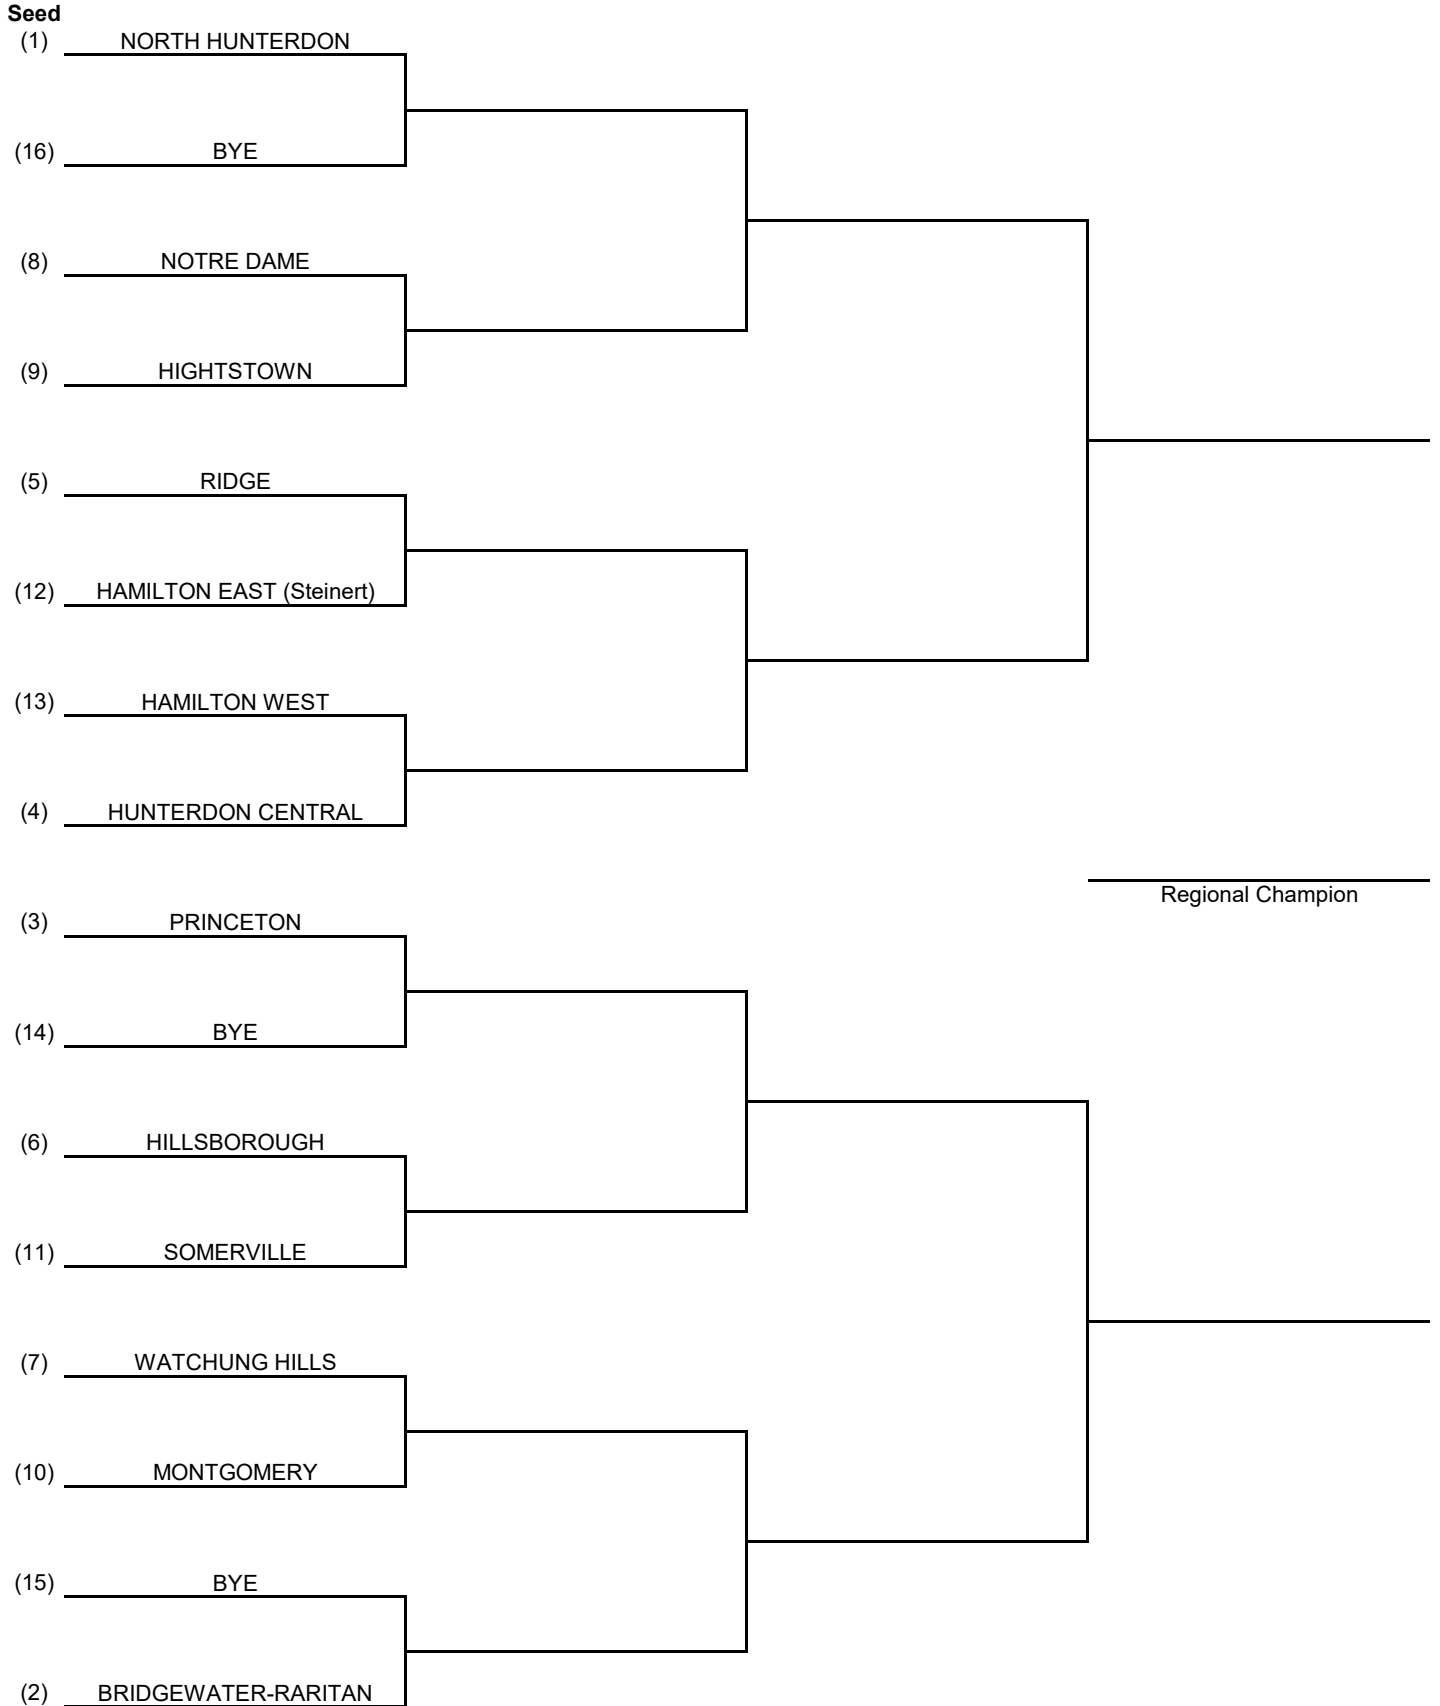 Seed
(1) NORTH HUNTERDON
(16) BYE
(8) NOTRE DAME
(9) HIGHTSTOWN
(5) RIDGE
(12) HAMILTON EAST (Steinert)
(13) HAMILTON WEST
(4) HUNTERDON CENTRAL
Regional Champion
(3) PRINCETON
(14) BYE
(6) HILLSBOROUGH
(11) SOMERVILLE
(7) WATCHUNG HILLS
(10) MONTGOMERY
(15) BYE
(2) BRIDGEWATER-RARITAN